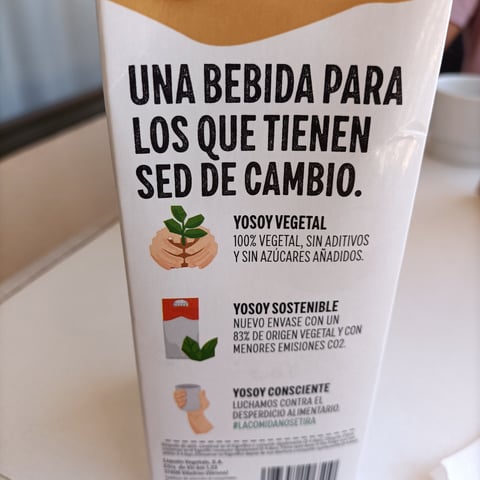 UNA BEBIDA PARA
LOS QUE TIENEN
SED DE CAMBIO.
YOSOY VEGETAL
100% VEGETAL, SIN ADITIVOS
Y SIN AZÚCARES AÑADIDOS.
YOSOY SOSTENIBLE
NUEVO ENVASE CON UN
83% DE ORIGEN VEGETAL Y CON
MENORES EMISIONES CO2.
YOSOY CONSCIENTE
LUCHAMOS CONTRA EL
DESPERDICIO ALIMENTARIO.
#LACOMIDANOSETIRA
Liquats Vegetals, S.A.